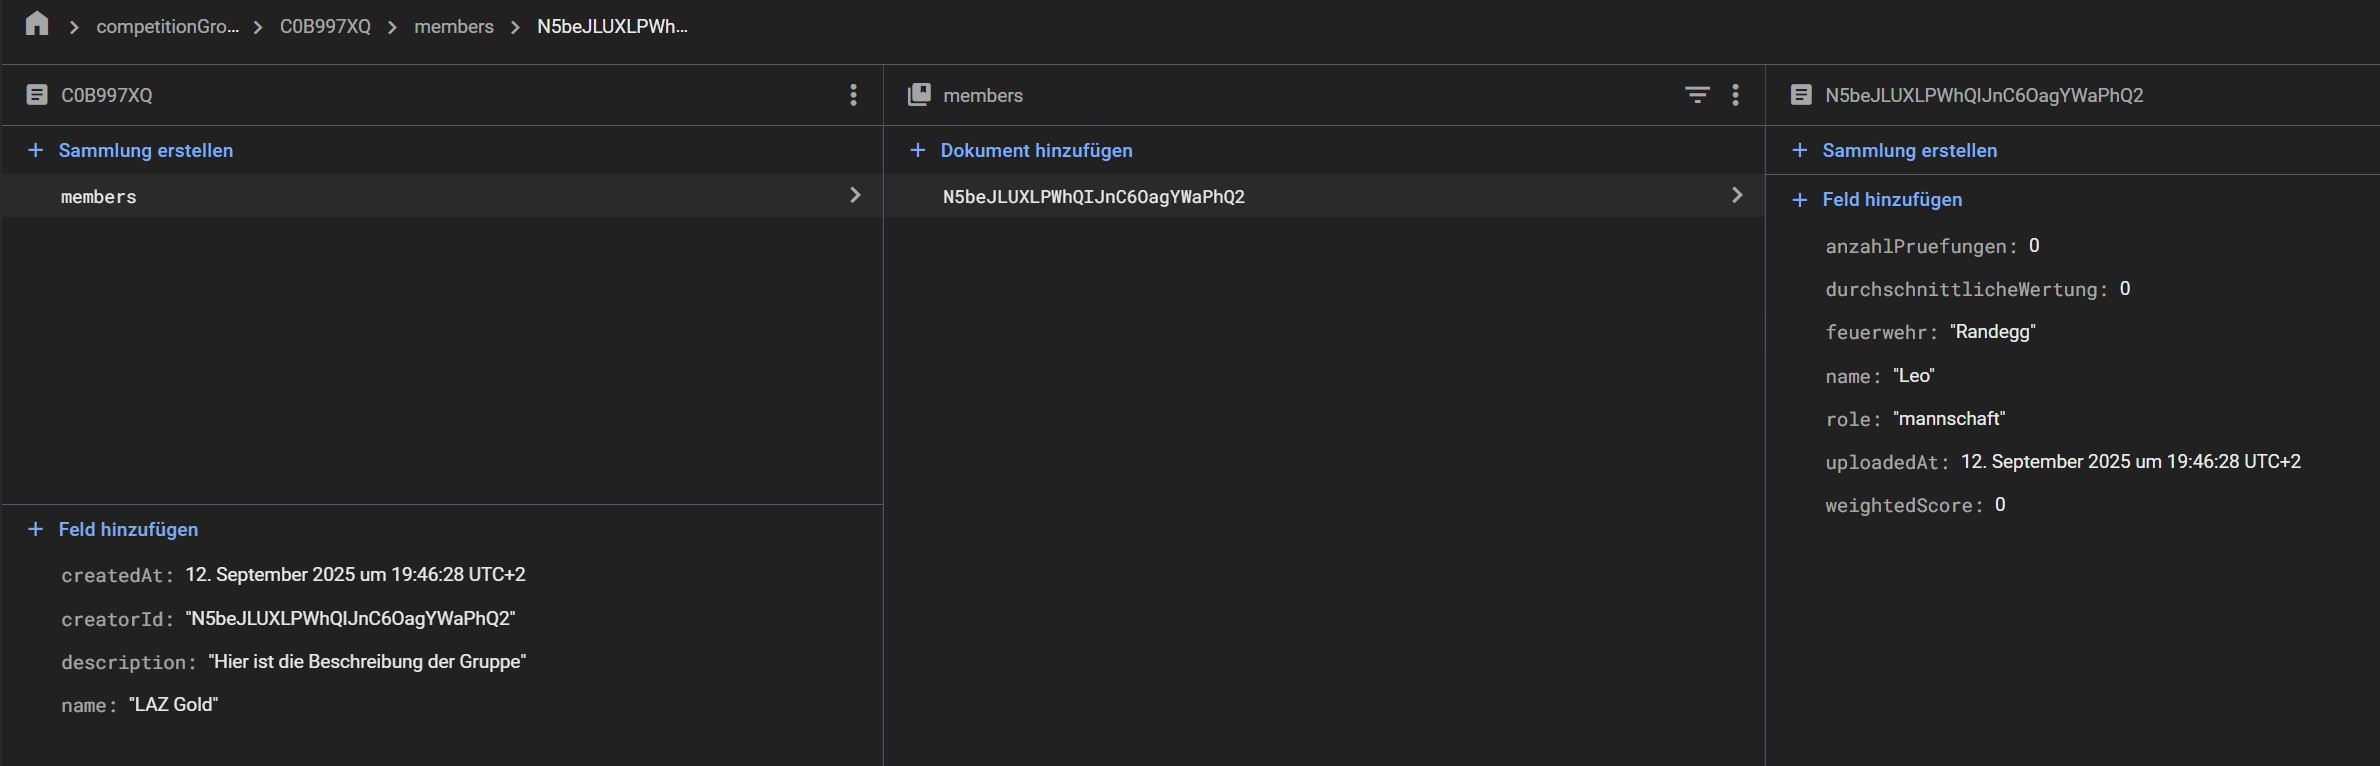 competitionGro... > C0B997XQ > members > N5beJLUXLPWh...
C0B997XQ
Sammlung erstellen
members
Feld hinzufügen
createdAt: 12. September 2025 um 19:46:28 UTC+2
creatorId: "N5beJLUXLPWhQIJnC6OagYWaPhQ2"
description: "Hier ist die Beschreibung der Gruppe"
name: "LAZ Gold"
members
Dokument hinzufügen
N5beJLUXLPWhQIJnC6OagYWaPhQ2
N5beJLUXLPWhQIJnC6OagYWaPhQ2
Sammlung erstellen
Feld hinzufügen
anzahlPruefungen: 0
durchschnittlicheWertung: 0
feuerwehr: "Randegg"
name: "Leo"
role: "mannschaft"
uploadedAt: 12. September 2025 um 19:46:28 UTC+2
weightedScore: 0